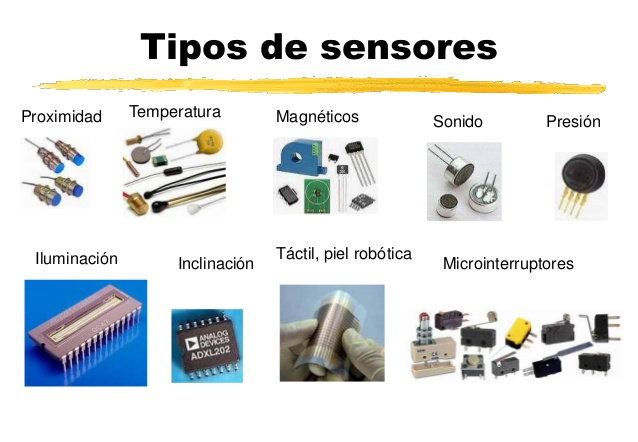 Tipos de sensores
Proximidad
Temperatura
Magnéticos
Sonido
Presión
Iluminación
Inclinación
Táctil, piel robótica
Microinterruptores
ANALOG
DEVICES
ADXL202